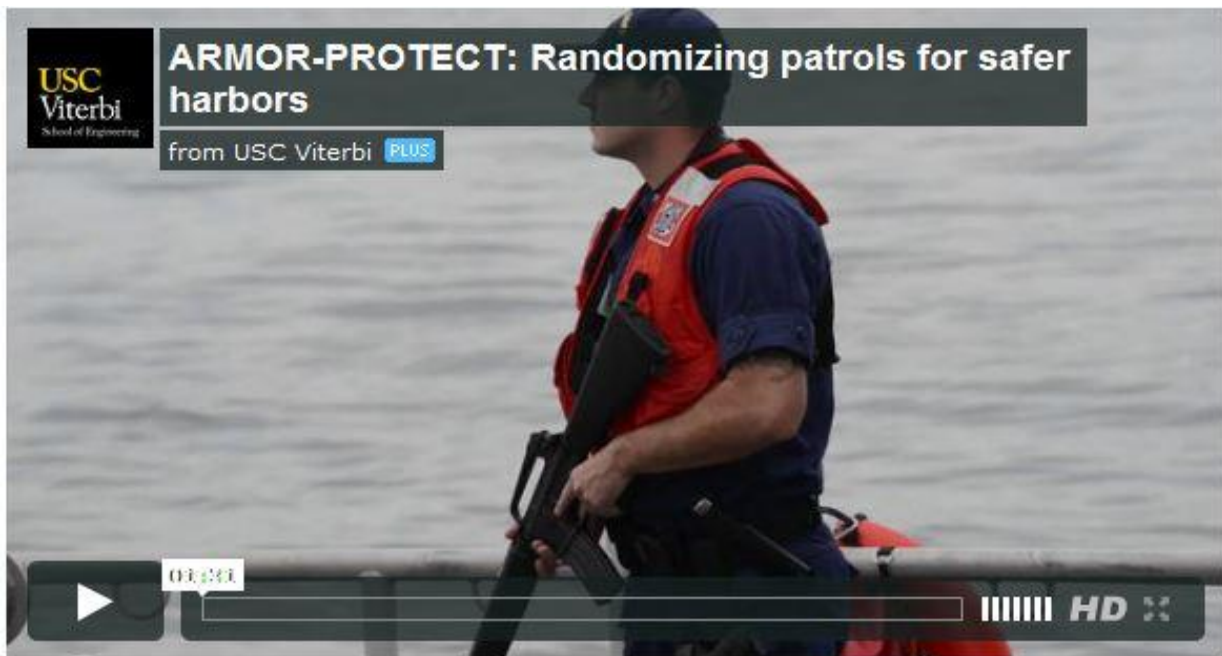 USC
Viterbi
School of Engineering
ARMOR-PROTECT: Randomizing patrols for safer
harbors
from USC Viterbi PLUS
HD